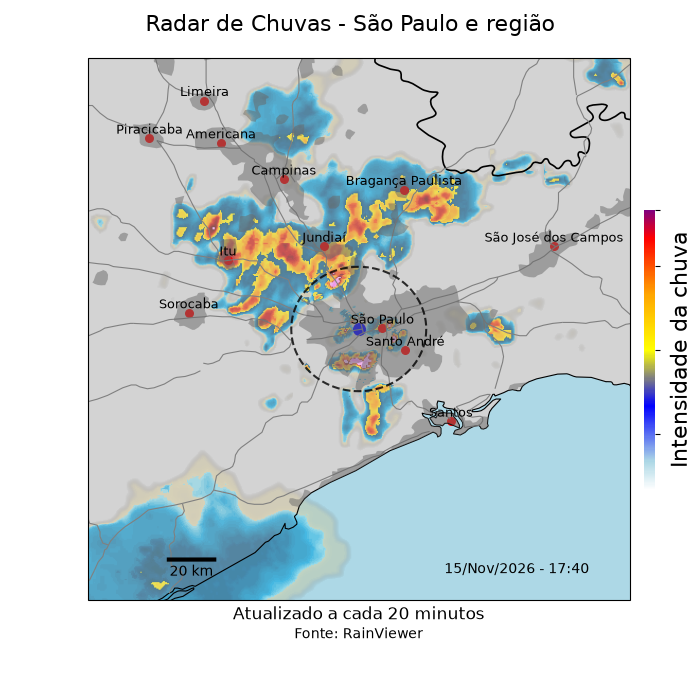 Radar de Chuvas - São Paulo e região
Limeira
Piracicaba
Americana
Campinas
Bragança Paulista
Itu
Jundiaí
São José dos Campos
Sorocaba
São Paulo
Santo André
Santos
20 km
15/Nov/2026 - 17:40
Intensidade da chuva
Atualizado a cada 20 minutos
Fonte: RainViewer